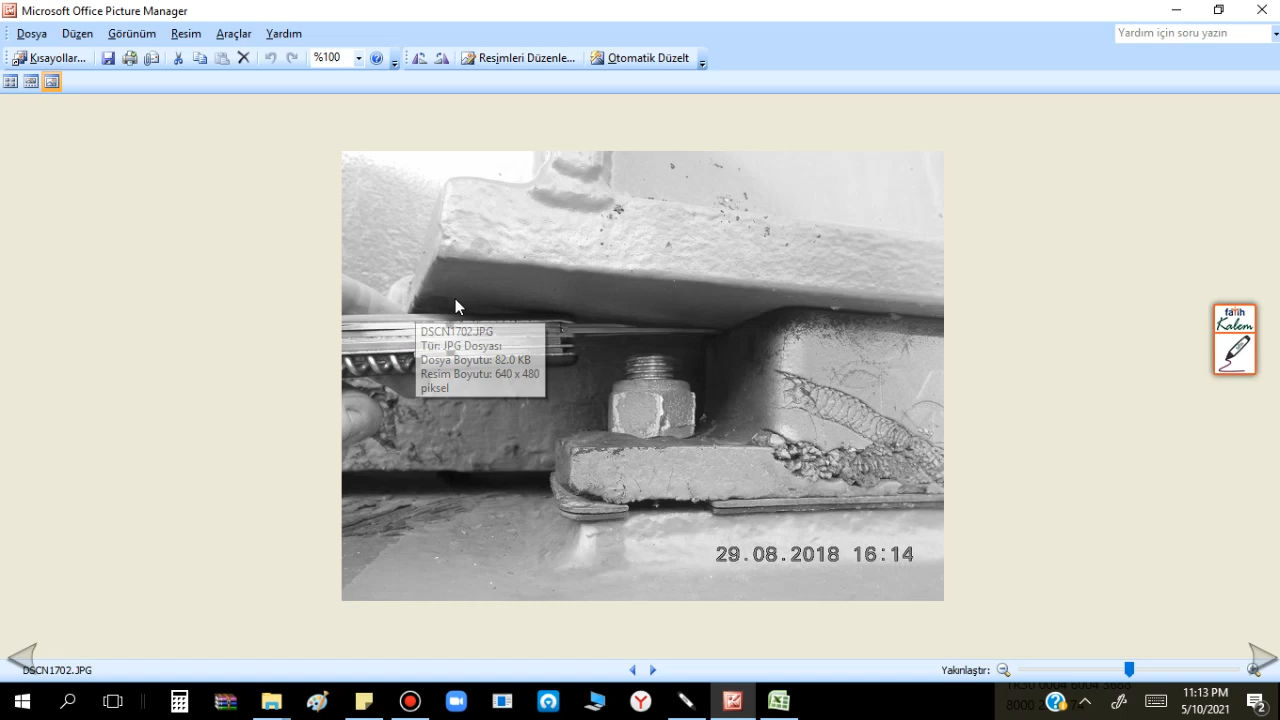 Microsoft Office Picture Manager
Dosya Düzen Görünüm Resim Araçlar Yardım
Yardım için soru yazın
Kısayollar... %100 Resimleri Düzenle... Otomatik Düzelt
fatih
Kalem
DSCN1702.JPG
Tür: JPG Dosyası
Dosya Boyutu: 82.0 KB
Resim Boyutu: 640 x 480
piksel
29.08.2018 16:14
DSCN1702.JPG
Yakınlaştır:
11:13 PM
5/10/2021
2